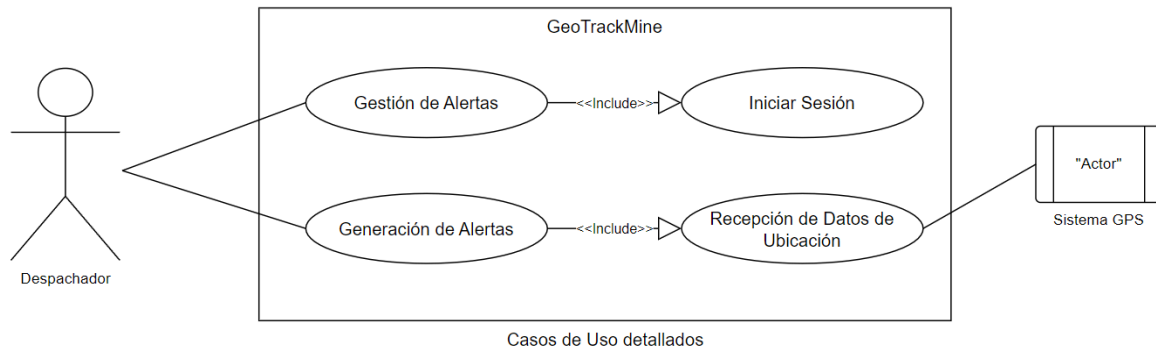 GeoTrackMine
Gestión de Alertas
<<Include>>
Iniciar Sesión
"Actor"
Sistema GPS
Generación de Alertas
<<Include>>
Recepción de Datos de
Ubicación
Despachador
Casos de Uso detallados